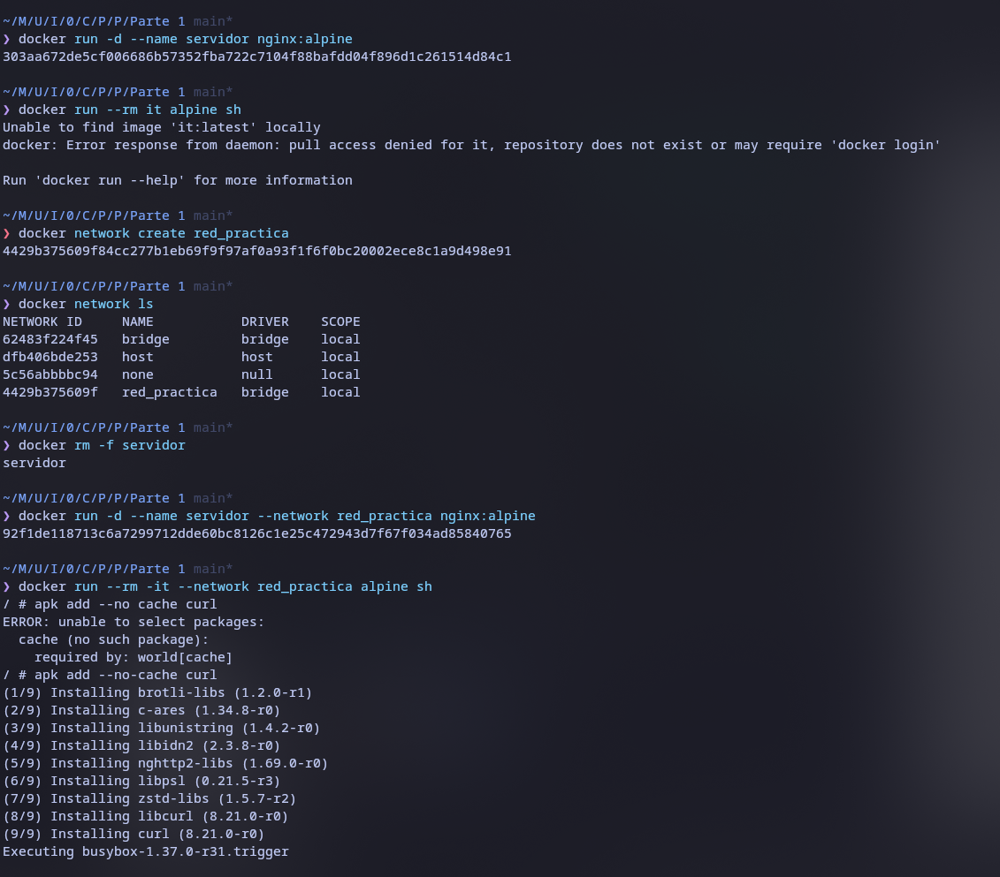 ~/M/U/I/0/C/P/P/Parte 1 main*
❯ docker run -d --name servidor nginx:alpine
303aa672de5cf006686b57352fba722c7104f88bafdd04f896d1c261514d84c1
~/M/U/I/0/C/P/P/Parte 1 main*
❯ docker run --rm it alpine sh
Unable to find image 'it:latest' locally
docker: Error response from daemon: pull access denied for it, repository does not exist or may require 'docker login'
Run 'docker run --help' for more information
~/M/U/I/0/C/P/P/Parte 1 main*
❯ docker network create red_practica
4429b375609f84cc277b1eb69f9f97af0a93f1f6f0bc20002ece8c1a9d498e91
~/M/U/I/0/C/P/P/Parte 1 main*
❯ docker network ls
NETWORK ID     NAME           DRIVER    SCOPE
62483f224f45   bridge         bridge    local
dfb406bde253   host           host      local
5c56abbbbc94   none           null      local
4429b375609f   red_practica   bridge    local
~/M/U/I/0/C/P/P/Parte 1 main*
❯ docker rm -f servidor
servidor
~/M/U/I/0/C/P/P/Parte 1 main*
❯ docker run -d --name servidor --network red_practica nginx:alpine
92f1de118713c6a7299712dde60bc8126c1e25c472943d7f67f034ad85840765
~/M/U/I/0/C/P/P/Parte 1 main*
❯ docker run --rm -it --network red_practica alpine sh
/ # apk add --no cache curl
ERROR: unable to select packages:
  cache (no such package):
    required by: world[cache]
/ # apk add --no-cache curl
(1/9) Installing brotli-libs (1.2.0-r1)
(2/9) Installing c-ares (1.34.8-r0)
(3/9) Installing libunistring (1.4.2-r0)
(4/9) Installing libidn2 (2.3.8-r0)
(5/9) Installing nghttp2-libs (1.69.0-r0)
(6/9) Installing libpsl (0.21.5-r3)
(7/9) Installing zstd-libs (1.5.7-r2)
(8/9) Installing libcurl (8.21.0-r0)
(9/9) Installing curl (8.21.0-r0)
Executing busybox-1.37.0-r31.trigger